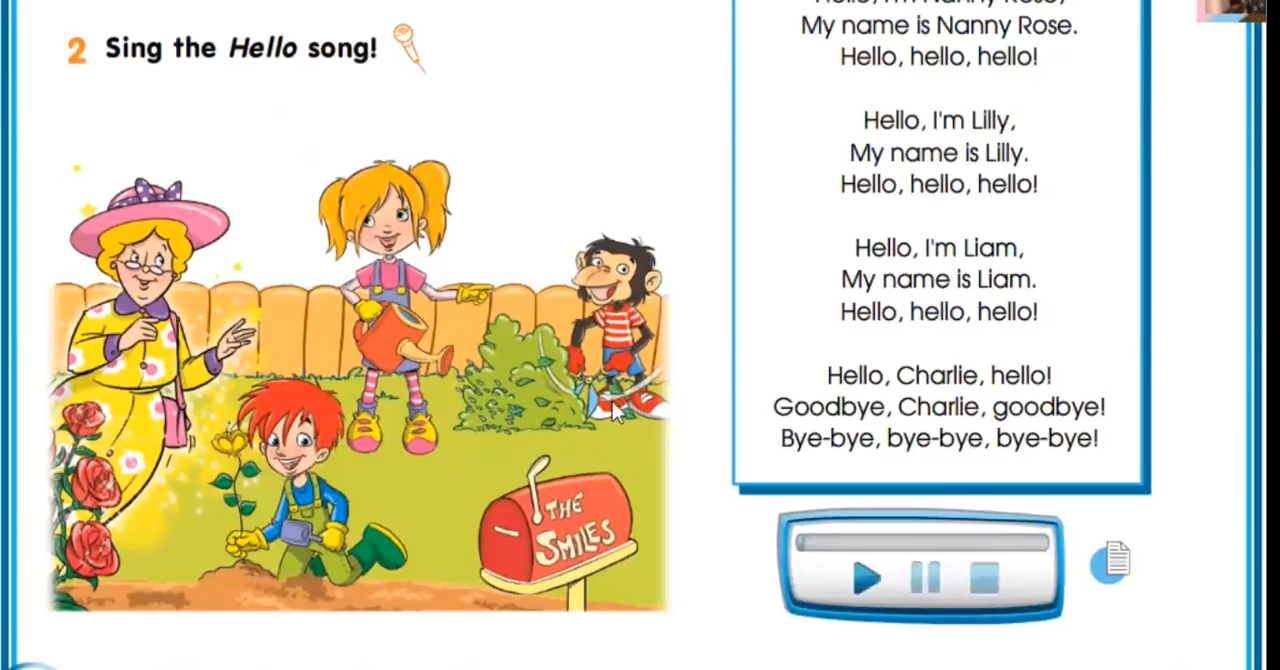 2 Sing the Hello song!
My name is Nanny Rose.
Hello, hello, hello!
Hello, I'm Lilly,
My name is Lilly.
Hello, hello, hello!
Hello, I'm Liam,
My name is Liam.
Hello, hello, hello!
Hello, Charlie, hello!
Goodbye, Charlie, goodbye!
Bye-bye, bye-bye, bye-bye!
THE
SMILES